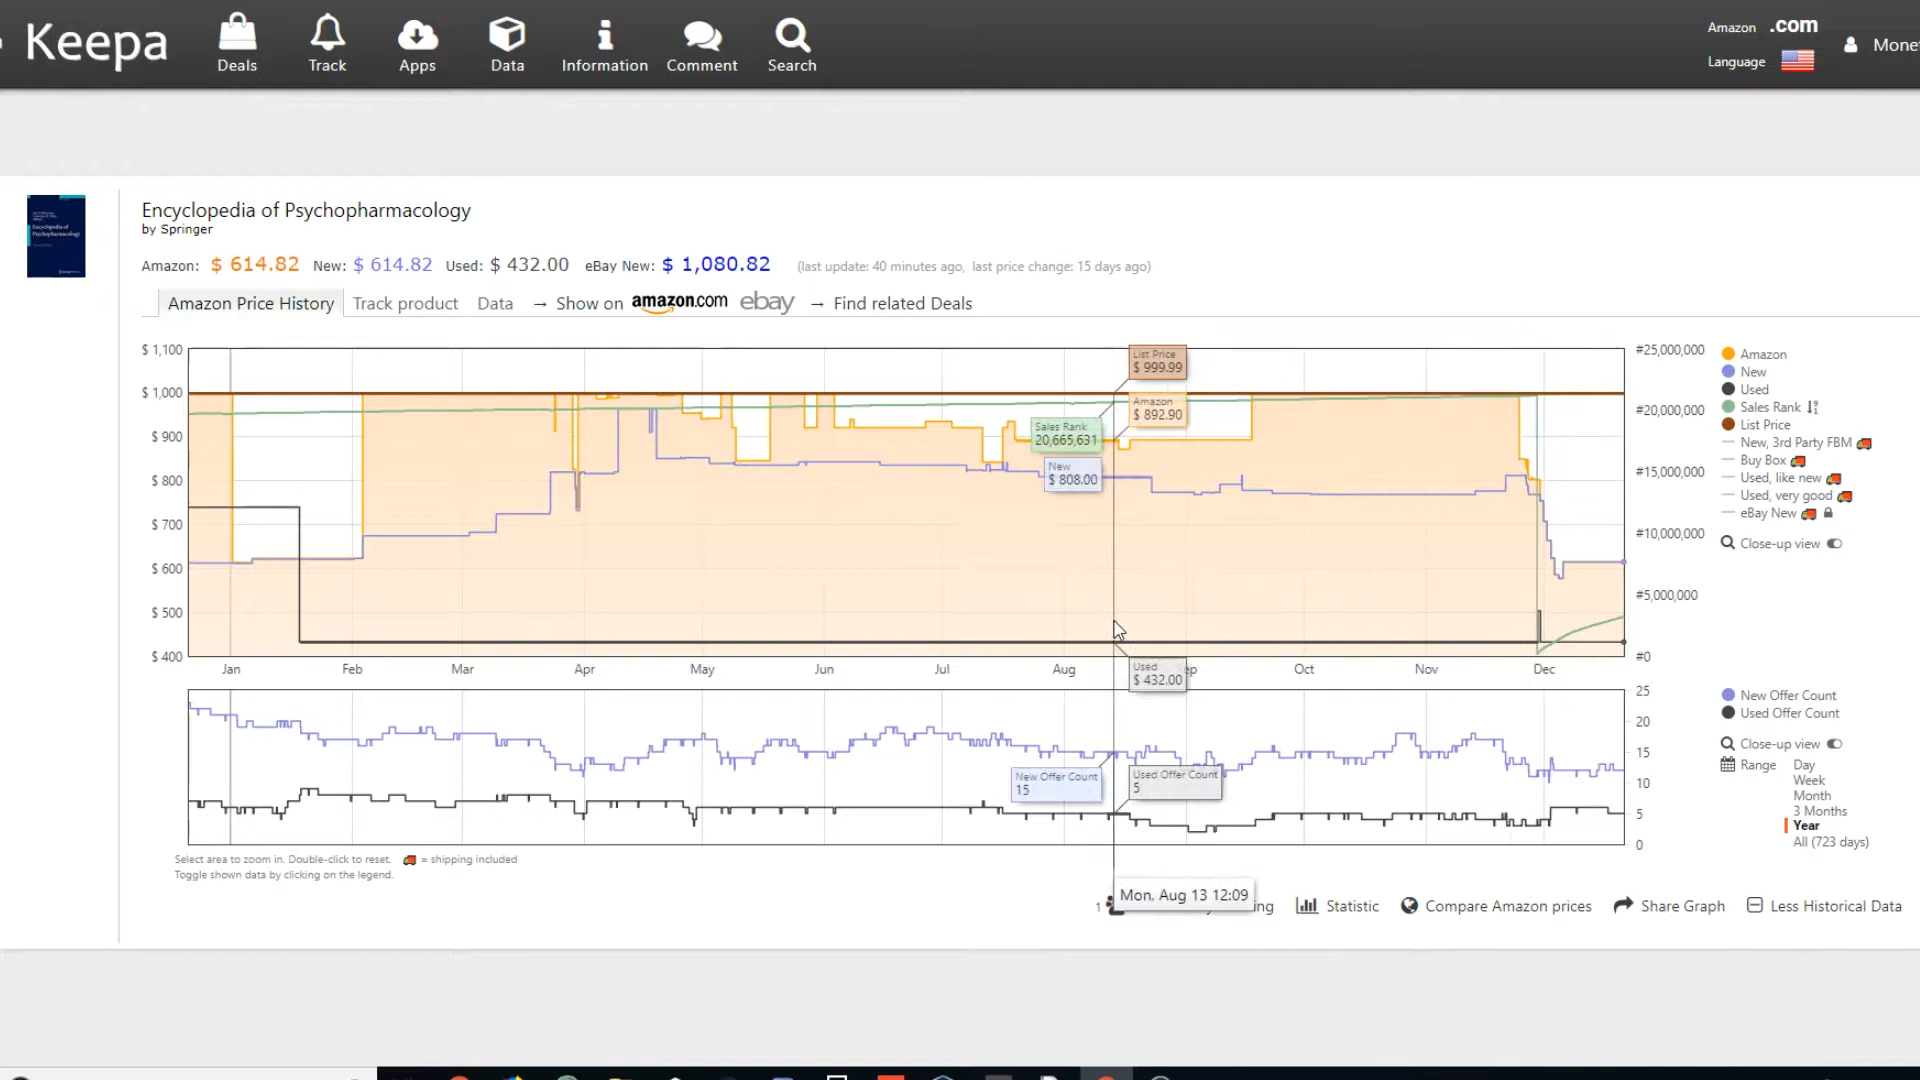 Keepa
Deals
Track
Apps
Data
Information
Comment
Search
Amazon .com
Language
Mone
Encyclopedia of Psychopharmacology
by Springer
Amazon: $ 614.82 New: $ 614.82 Used: $ 432.00 eBay New: $ 1,080.82 (last update: 40 minutes ago, last price change: 15 days ago)
Amazon Price History Track product Data → Show on amazon.com ebay → Find related Deals
$ 1,100
$ 1,000
$ 900
$ 800
$ 700
$ 600
$ 500
$ 400
List Price
$ 999.99
Amazon
$ 892.90
Sales Rank
20,665,631
New
$ 808.00
Used
$ 432.00
#25,000,000
#20,000,000
#15,000,000
#10,000,000
#5,000,000
#0
Jan Feb Mar Apr May Jun Jul Aug ep Oct Nov Dec
Amazon
New
Used
Sales Rank
List Price
New, 3rd Party FBM
Buy Box
Used, like new
Used, very good
eBay New
Close-up view
25
20
15
10
5
0
New Offer Count
15
Used Offer Count
5
New Offer Count
Used Offer Count
Close-up view
Range Day
Week
Month
3 Months
Year
All (723 days)
Select area to zoom in. Double-click to reset. = shipping included
Toggle shown data by clicking on the legend.
Mon, Aug 13 12:09
1 ng Statistic Compare Amazon prices Share Graph Less Historical Data